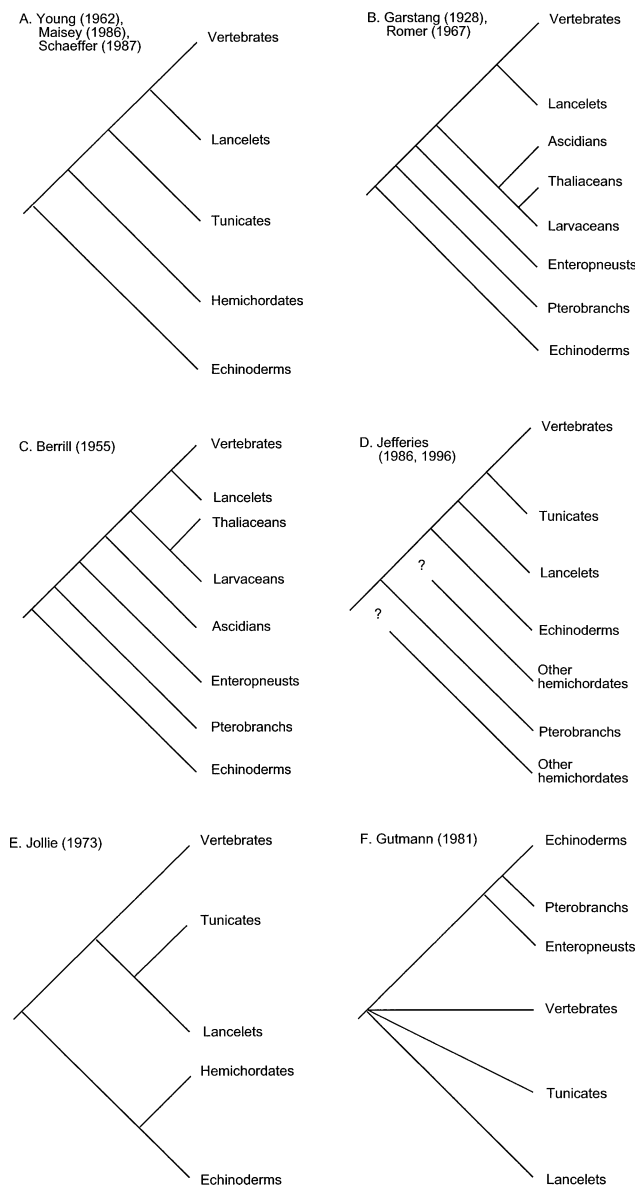 A. Young (1962),
Maisey (1986),
Schaeffer (1987)
Vertebrates
Lancelets
Tunicates
Hemichordates
Echinoderms
B. Garstang (1928),
Romer (1967)
Vertebrates
Lancelets
Ascidians
Thaliaceans
Larvaceans
Enteropneusts
Pterobranchs
Echinoderms
C. Berrill (1955)
Vertebrates
Lancelets
Thaliaceans
Larvaceans
Ascidians
Enteropneusts
Pterobranchs
Echinoderms
D. Jefferies
(1986, 1996)
Vertebrates
Tunicates
Lancelets
?
Echinoderms
?
Other
hemichordates
Pterobranchs
Other
hemichordates
E. Jollie (1973)
Vertebrates
Tunicates
Lancelets
Hemichordates
Echinoderms
F. Gutmann (1981)
Echinoderms
Pterobranchs
Enteropneusts
Vertebrates
Tunicates
Lancelets